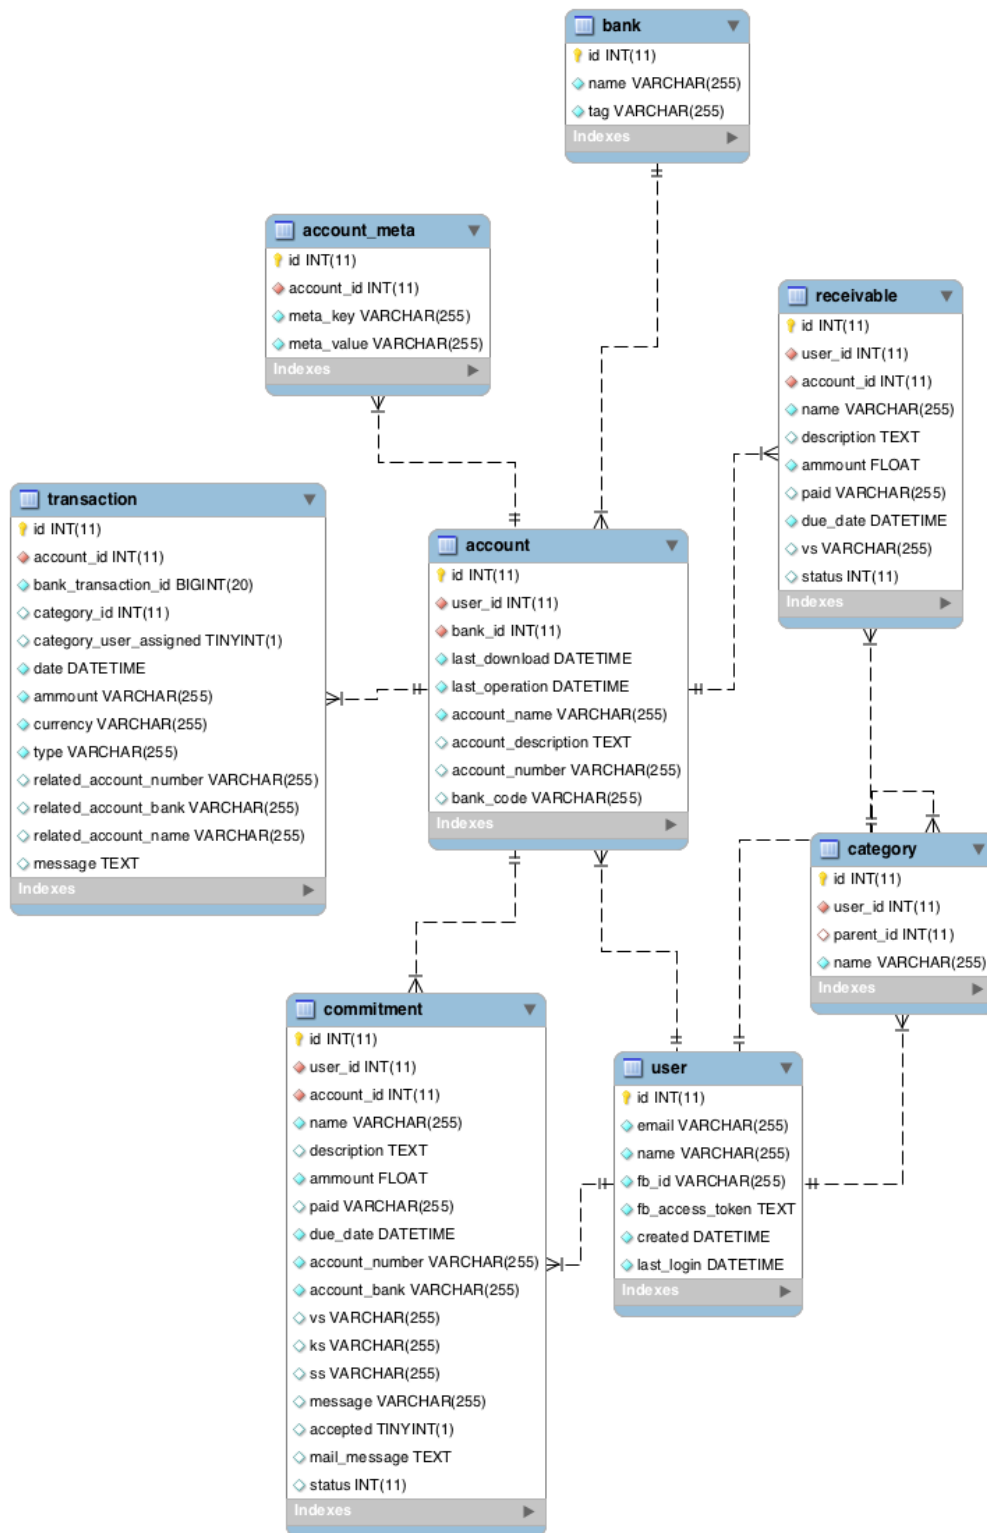 bank
id INT(11)
name VARCHAR(255)
tag VARCHAR(255)
Indexes
account_meta
id INT(11)
account_id INT(11)
meta_key VARCHAR(255)
meta_value VARCHAR(255)
Indexes
receivable
id INT(11)
user_id INT(11)
account_id INT(11)
name VARCHAR(255)
description TEXT
ammount FLOAT
paid VARCHAR(255)
due_date DATETIME
vs VARCHAR(255)
status INT(11)
Indexes
transaction
id INT(11)
account_id INT(11)
bank_transaction_id BIGINT(20)
category_id INT(11)
category_user_assigned TINYINT(1)
date DATETIME
ammount VARCHAR(255)
currency VARCHAR(255)
type VARCHAR(255)
related_account_number VARCHAR(255)
related_account_bank VARCHAR(255)
related_account_name VARCHAR(255)
message TEXT
Indexes
account
id INT(11)
user_id INT(11)
bank_id INT(11)
last_download DATETIME
last_operation DATETIME
account_name VARCHAR(255)
account_description TEXT
account_number VARCHAR(255)
bank_code VARCHAR(255)
Indexes
category
id INT(11)
user_id INT(11)
parent_id INT(11)
name VARCHAR(255)
Indexes
commitment
id INT(11)
user_id INT(11)
account_id INT(11)
name VARCHAR(255)
description TEXT
ammount FLOAT
paid VARCHAR(255)
due_date DATETIME
account_number VARCHAR(255)
account_bank VARCHAR(255)
vs VARCHAR(255)
ks VARCHAR(255)
ss VARCHAR(255)
message VARCHAR(255)
accepted TINYINT(1)
mail_message TEXT
status INT(11)
Indexes
user
id INT(11)
email VARCHAR(255)
name VARCHAR(255)
fb_id VARCHAR(255)
fb_access_token TEXT
created DATETIME
last_login DATETIME
Indexes